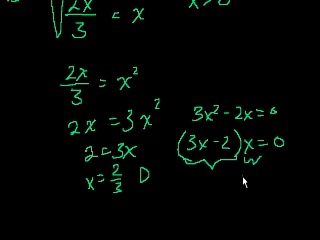 √(2x/3) = x
x > 0
2x/3 = x²
2x = 3x²
2 = 3x
x = 2/3 D
3x² - 2x = 0
(3x - 2)x = 0